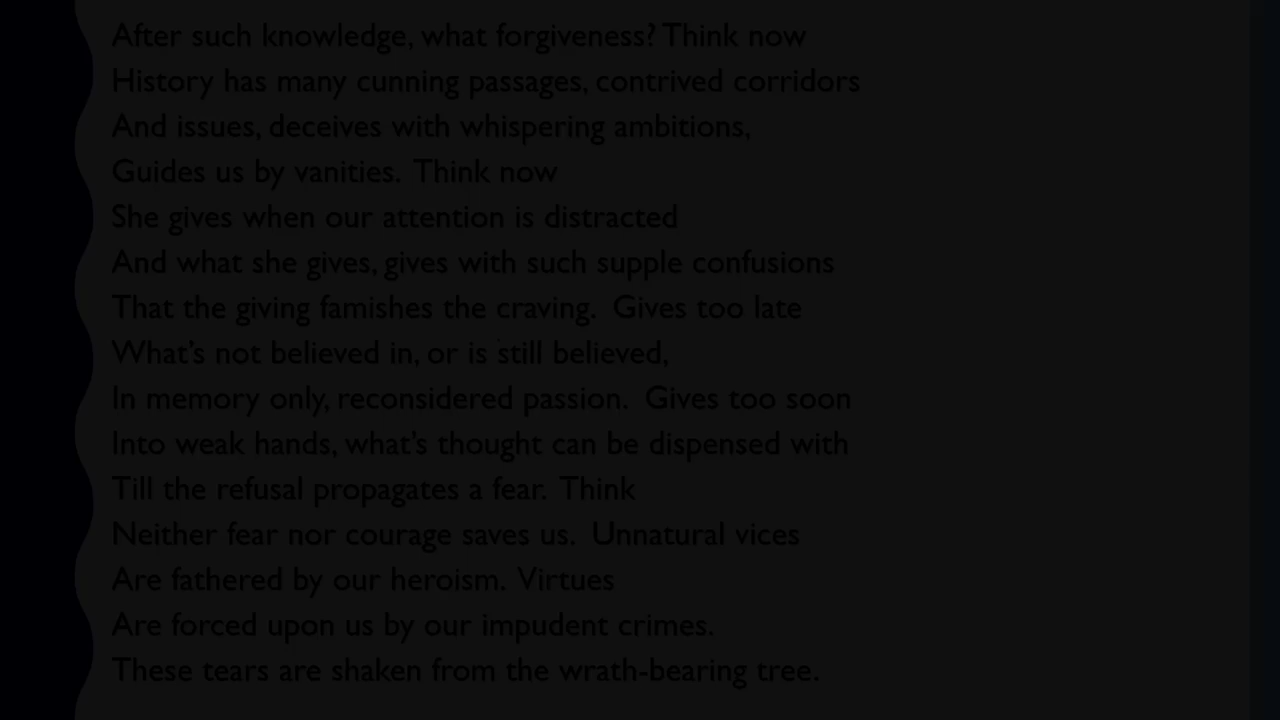 After such knowledge, what forgiveness? Think now
History has many cunning passages, contrived corridors
And issues, deceives with whispering ambitions,
Guides us by vanities. Think now
She gives when our attention is distracted
And what she gives, gives with such supple confusions
That the giving famishes the craving. Gives too late
What’s not believed in, or is still believed,
In memory only, reconsidered passion. Gives too soon
Into weak hands, what’s thought can be dispensed with
Till the refusal propagates a fear. Think
Neither fear nor courage saves us. Unnatural vices
Are fathered by our heroism. Virtues
Are forced upon us by our impudent crimes.
These tears are shaken from the wrath-bearing tree.